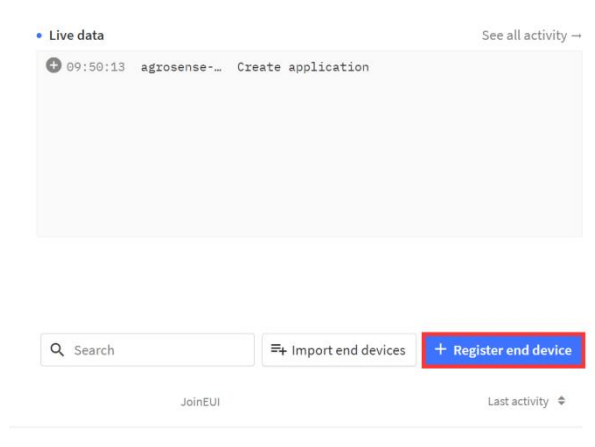 Live data See all activity →
09:50:13 agrosense-… Create application
Search Import end devices + Register end device
JoinEUI Last activity